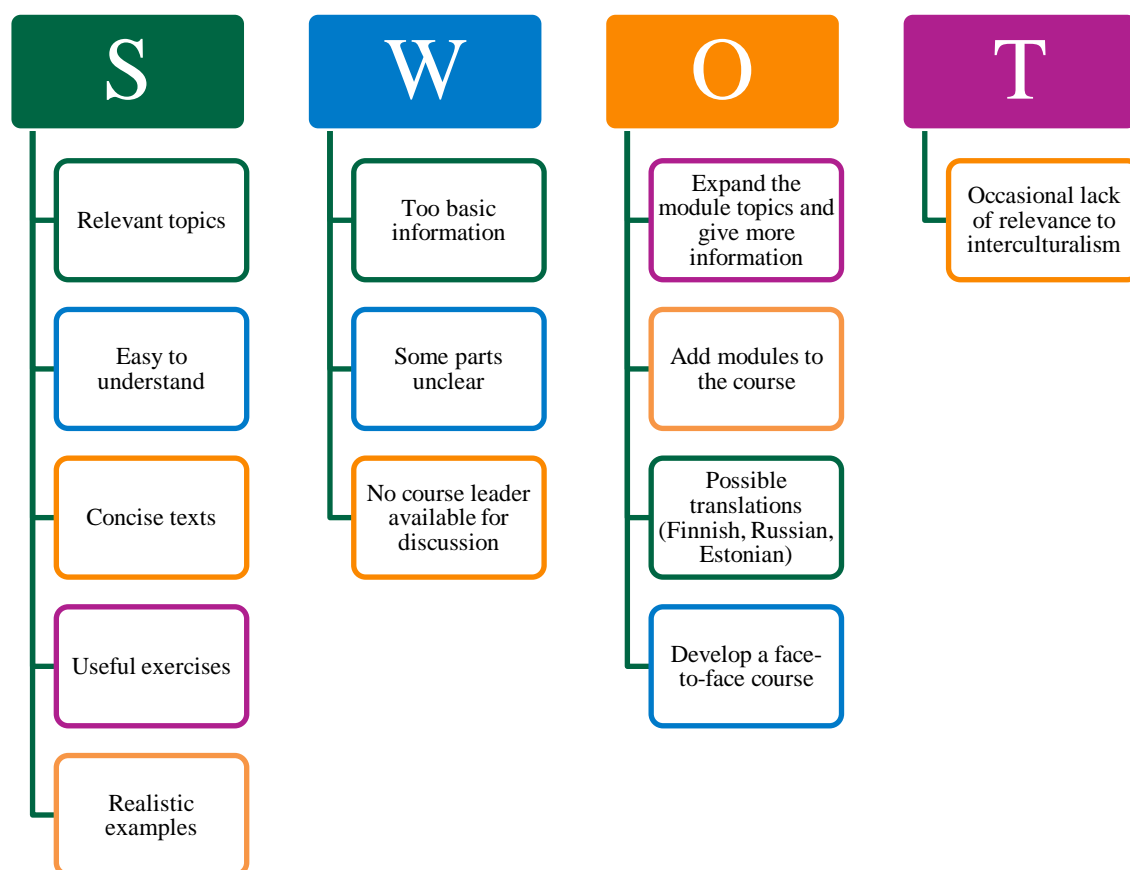 S
Relevant topics
Easy to
understand
Concise texts
Useful exercises
Realistic
examples
W
Too basic
information
Some parts
unclear
No course leader
available for
discussion
O
Expand the
module topics and
give more
information
Add modules to
the course
Possible
translations
(Finnish, Russian,
Estonian)
Develop a face-
to-face course
T
Occasional lack
of relevance to
interculturalism